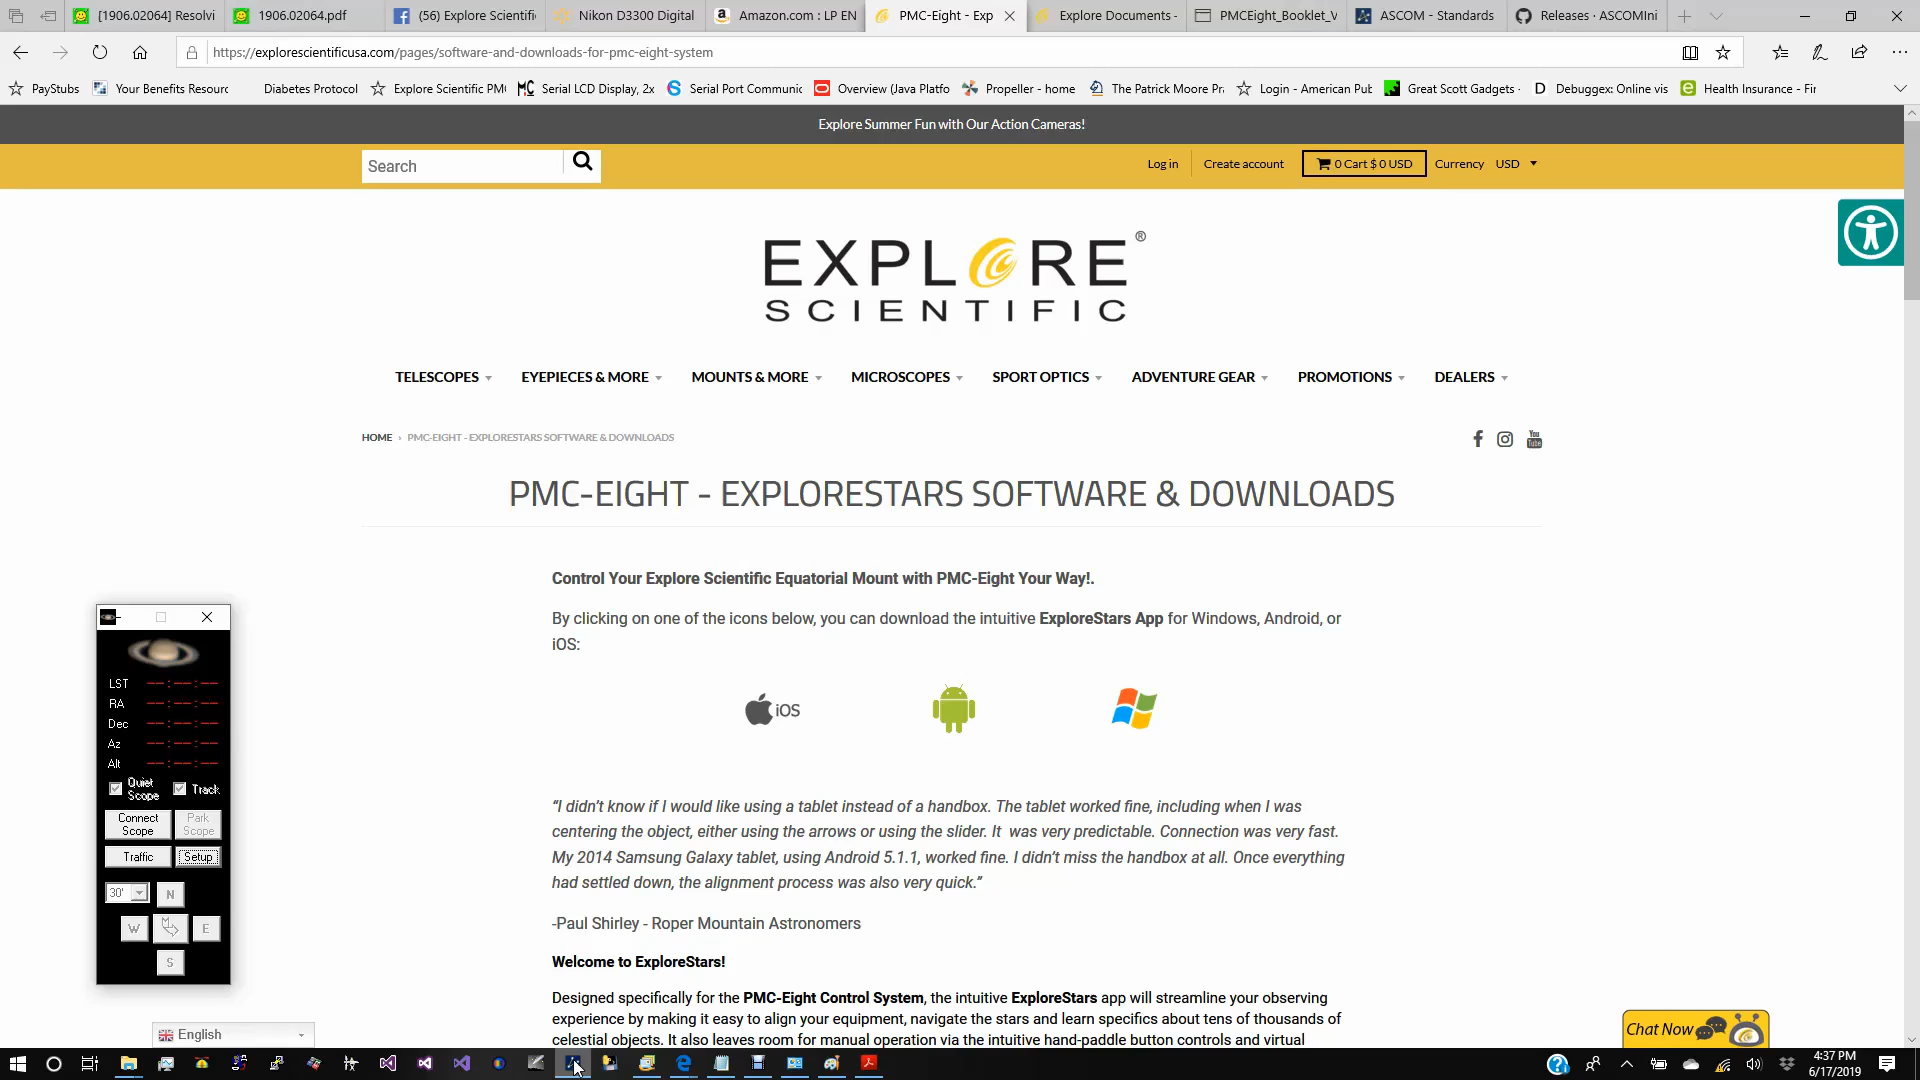 [1906.02064] Resolvi
1906.02064.pdf
(56) Explore Scientifi
Nikon D3300 Digital
Amazon.com : LP EN
PMC-Eight - Exp
Explore Documents -
PMCEight_Booklet_V
ASCOM - Standards
Releases · ASCOMIni
https://explorescientificusa.com/pages/software-and-downloads-for-pmc-eight-system
PayStubs
Your Benefits Resourc
Diabetes Protocol
Explore Scientific PM
Serial LCD Display, 2x
Serial Port Communic
Overview (Java Platfo
Propeller - home
The Patrick Moore Pr
Login - American Pub
Great Scott Gadgets -
Debuggex: Online vis
Health Insurance - Fir
Explore Summer Fun with Our Action Cameras!
Search
Log in
Create account
0 Cart $ 0 USD
Currency USD
EXPLORE
SCIENTIFIC
®
TELESCOPES
EYEPIECES & MORE
MOUNTS & MORE
MICROSCOPES
SPORT OPTICS
ADVENTURE GEAR
PROMOTIONS
DEALERS
HOME › PMC-EIGHT - EXPLORESTARS SOFTWARE & DOWNLOADS
You Tube
PMC-EIGHT - EXPLORESTARS SOFTWARE & DOWNLOADS
Control Your Explore Scientific Equatorial Mount with PMC-Eight Your Way!.
By clicking on one of the icons below, you can download the intuitive ExploreStars App for Windows, Android, or
iOS:
iOS
“I didn’t know if I would like using a tablet instead of a handbox. The tablet worked fine, including when I was
centering the object, either using the arrows or using the slider. It was very predictable. Connection was very fast.
My 2014 Samsung Galaxy tablet, using Android 5.1.1, worked fine. I didn’t miss the handbox at all. Once everything
had settled down, the alignment process was also very quick.”
-Paul Shirley - Roper Mountain Astronomers
Welcome to ExploreStars!
Designed specifically for the PMC-Eight Control System, the intuitive ExploreStars app will streamline your observing
experience by making it easy to align your equipment, navigate the stars and learn specifics about tens of thousands of
celestial objects. It also leaves room for manual operation via the intuitive hand-paddle button controls and virtual
LST --:--:--
RA --:--:--
Dec --:--:--
Az --:--:--
Alt --:--:--
Quiet
Scope
Track
Connect
Scope
Park
Scope
Traffic
Setup
30'
N
W
E
S
English
Chat Now
4:37 PM
6/17/2019